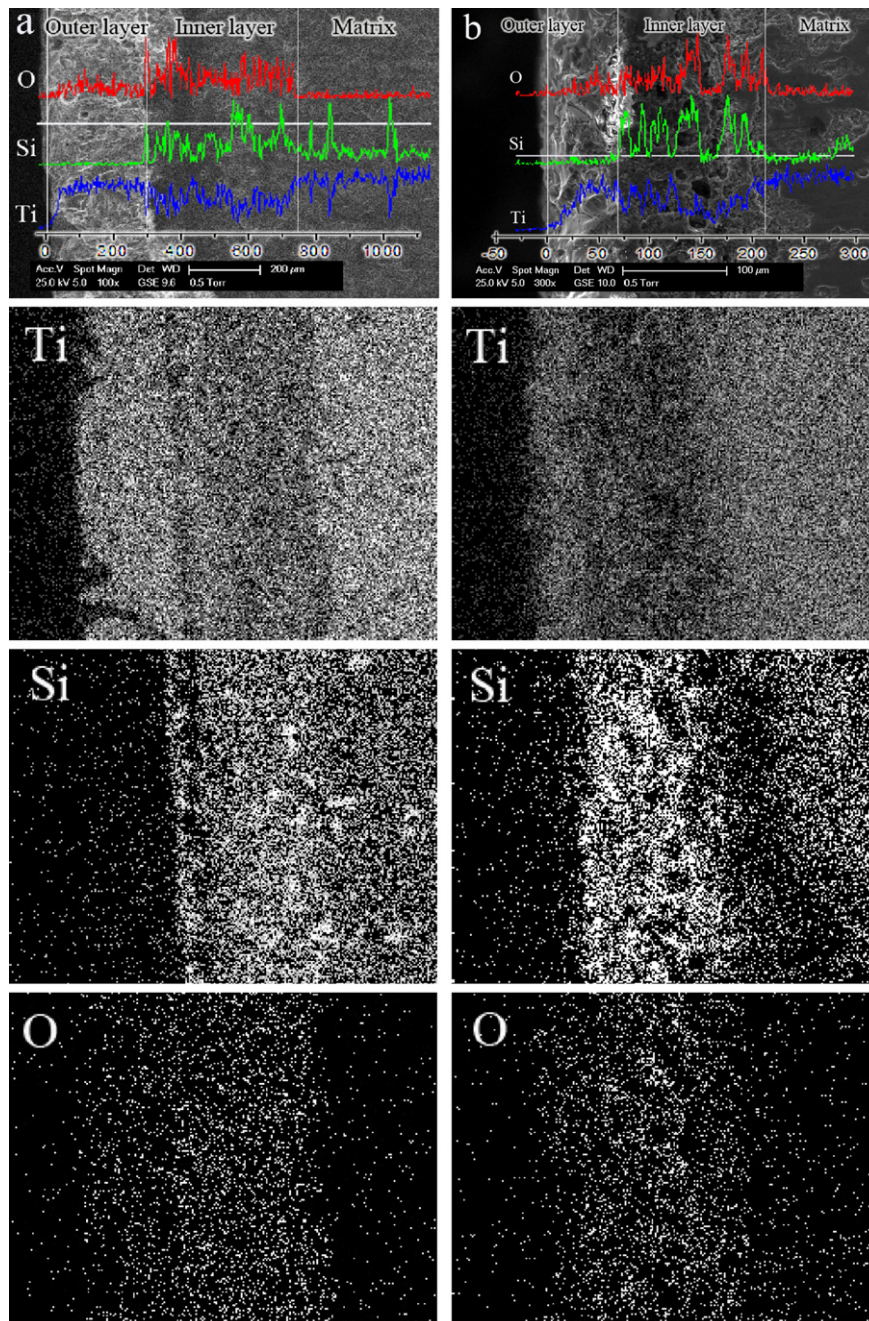 a
Outer layer Inner layer Matrix
O
Si
Ti
0 200 400 600 800 1000
Acc.V Spot Magn Det WD 200 µm
25.0 kV 5.0 100x GSE 9.6 0.5 Torr
b
Outer layer Inner layer Matrix
O
Si
Ti
-50 0 50 100 150 200 250 300
Acc.V Spot Magn Det WD 100 µm
25.0 kV 5.0 300x GSE 10.0 0.5 Torr
Ti
Ti
Si
Si
O
O